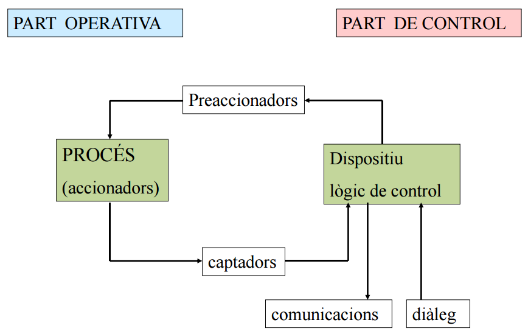 PART OPERATIVA
PART DE CONTROL
Preaccionadors
PROCÉS
(accionadors)
Dispositiu
lògic de control
captadors
comunicacions
diàleg